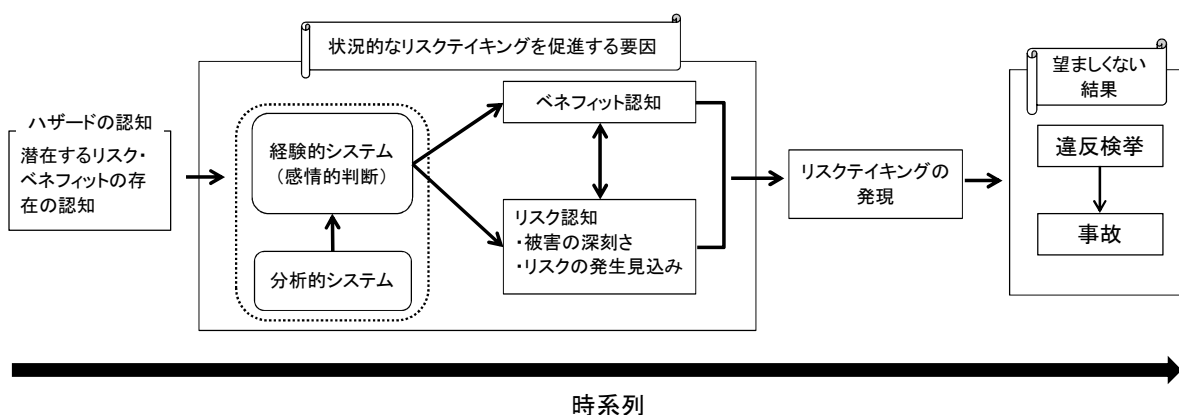 状況的なリスクテイキングを促進する要因
望ましくない
結果
ハザードの認知
潜在するリスク・
ベネフィットの存
在の認知
経験的システム
（感情的判断）
分析的システム
ベネフィット認知
リスク認知
・被害の深刻さ
・リスクの発生見込み
リスクテイキングの
発現
違反検挙
事故
時系列